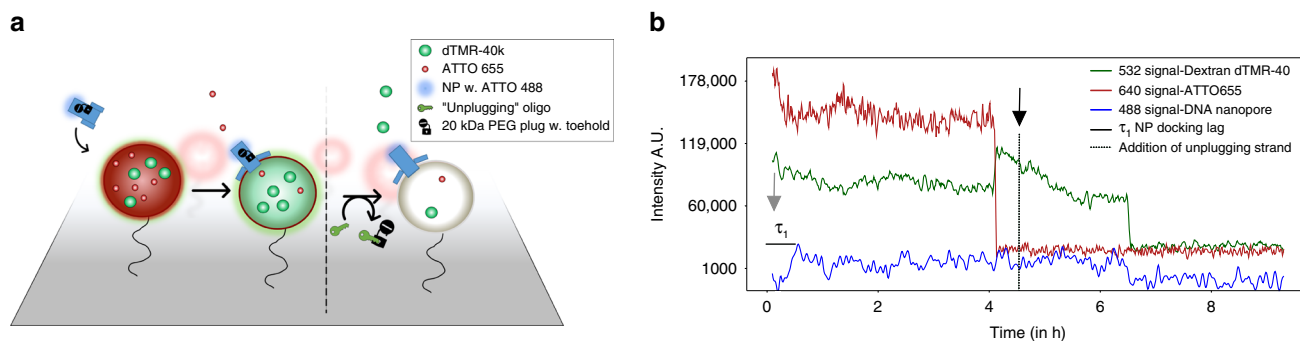 a
dTMR-40k
ATTO 655
NP w. ATTO 488
"Unplugging" oligo
20 kDa PEG plug w. toehold
b
Intensity A.U.
178,000
119,000
60,000
1000
τ1
532 signal-Dextran dTMR-40
640 signal-ATTO655
488 signal-DNA nanopore
τ1 NP docking lag
Addition of unplugging strand
0 2 4 6 8
Time (in h)